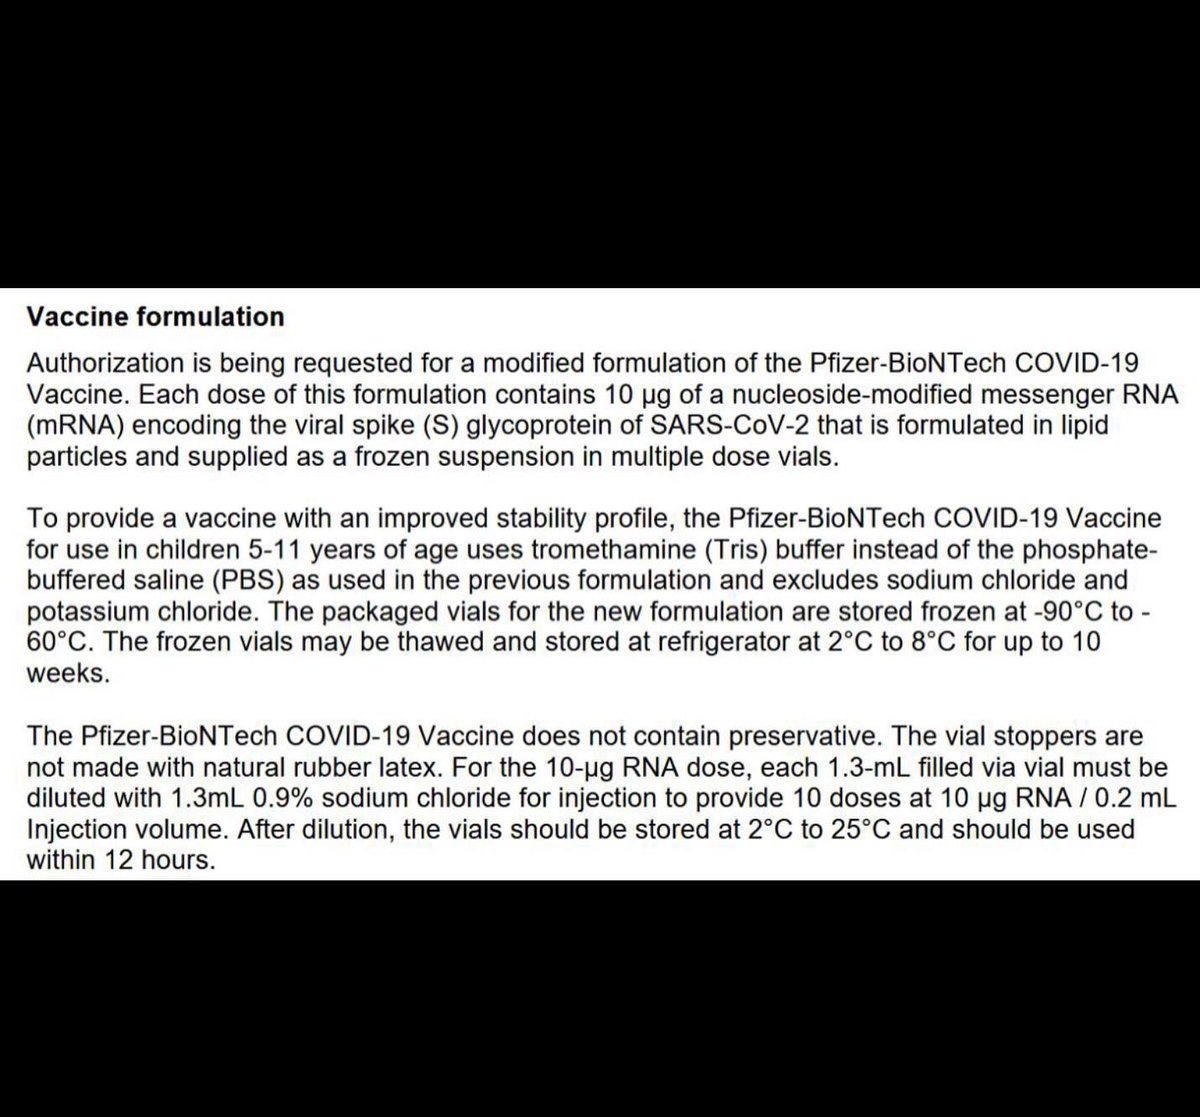 Vaccine formulation
Authorization is being requested for a modified formulation of the Pfizer-BioNTech COVID-19
Vaccine. Each dose of this formulation contains 10 µg of a nucleoside-modified messenger RNA
(mRNA) encoding the viral spike (S) glycoprotein of SARS-CoV-2 that is formulated in lipid
particles and supplied as a frozen suspension in multiple dose vials.
To provide a vaccine with an improved stability profile, the Pfizer-BioNTech COVID-19 Vaccine
for use in children 5-11 years of age uses tromethamine (Tris) buffer instead of the phosphate-
buffered saline (PBS) as used in the previous formulation and excludes sodium chloride and
potassium chloride. The packaged vials for the new formulation are stored frozen at -90°C to -
60°C. The frozen vials may be thawed and stored at refrigerator at 2°C to 8°C for up to 10
weeks.
The Pfizer-BioNTech COVID-19 Vaccine does not contain preservative. The vial stoppers are
not made with natural rubber latex. For the 10-µg RNA dose, each 1.3-mL filled via vial must be
diluted with 1.3mL 0.9% sodium chloride for injection to provide 10 doses at 10 µg RNA / 0.2 mL
Injection volume. After dilution, the vials should be stored at 2°C to 25°C and should be used
within 12 hours.